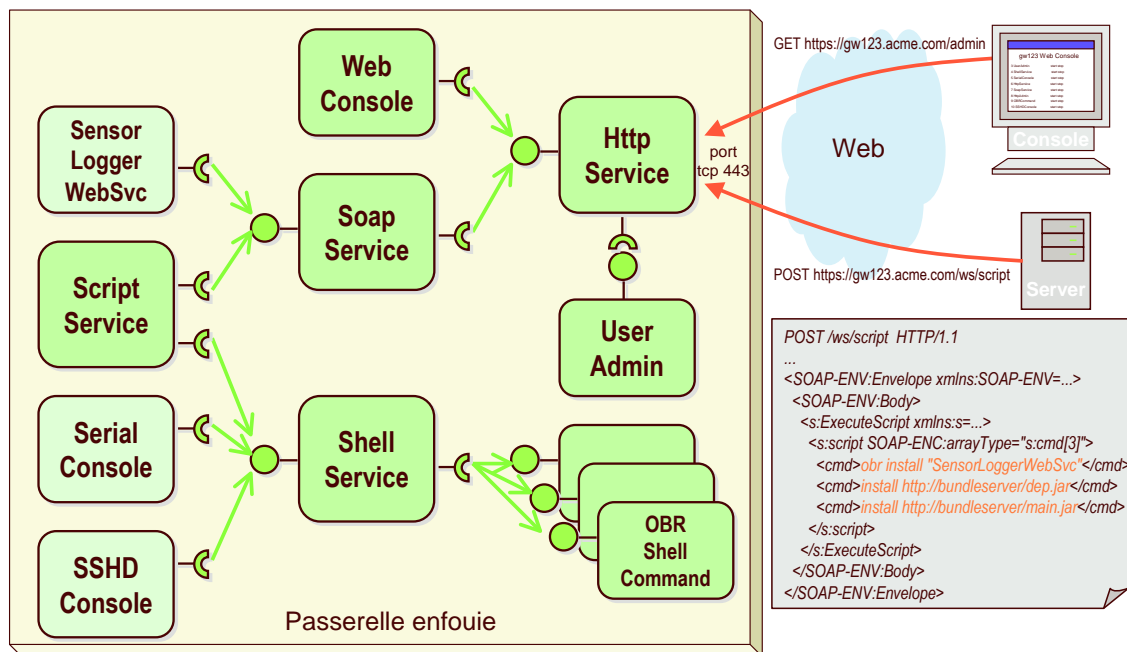 Web
Console
Sensor
Logger
WebSvc
Http
Service
Soap
Service
Script
Service
User
Admin
Serial
Console
Shell
Service
SSHD
Console
OBR
Shell
Command
Passerelle enfouie
GET https://gw123.acme.com/admin
gw123 Web Console
Console
Web
port
tcp 443
POST https://gw123.acme.com/ws/script
Server
POST /ws/script HTTP/1.1
...
<SOAP-ENV:Envelope xmlns:SOAP-ENV=...>
<SOAP-ENV:Body>
<s:ExecuteScript xmlns:s=...>
<s:script SOAP-ENC:arrayType="s:cmd[3]">
<cmd>obr install "SensorLoggerWebSvc"</cmd>
<cmd>install http://bundleserver/dep.jar</cmd>
<cmd>install http://bundleserver/main.jar</cmd>
</s:script>
</s:ExecuteScript>
</SOAP-ENV:Body>
</SOAP-ENV:Envelope>